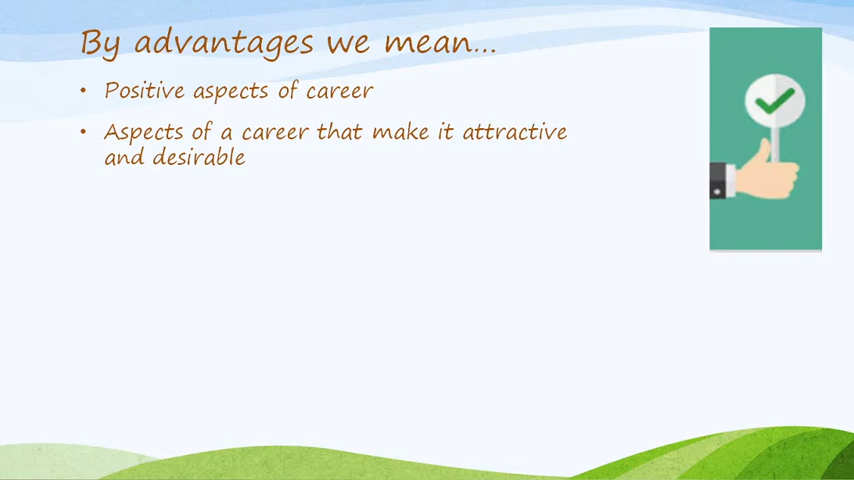 By advantages we mean...
• Positive aspects of career
• Aspects of a career that make it attractive
and desirable